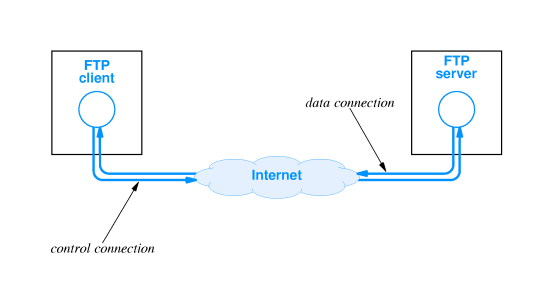 FTP
client
FTP
server
data connection
Internet
control connection